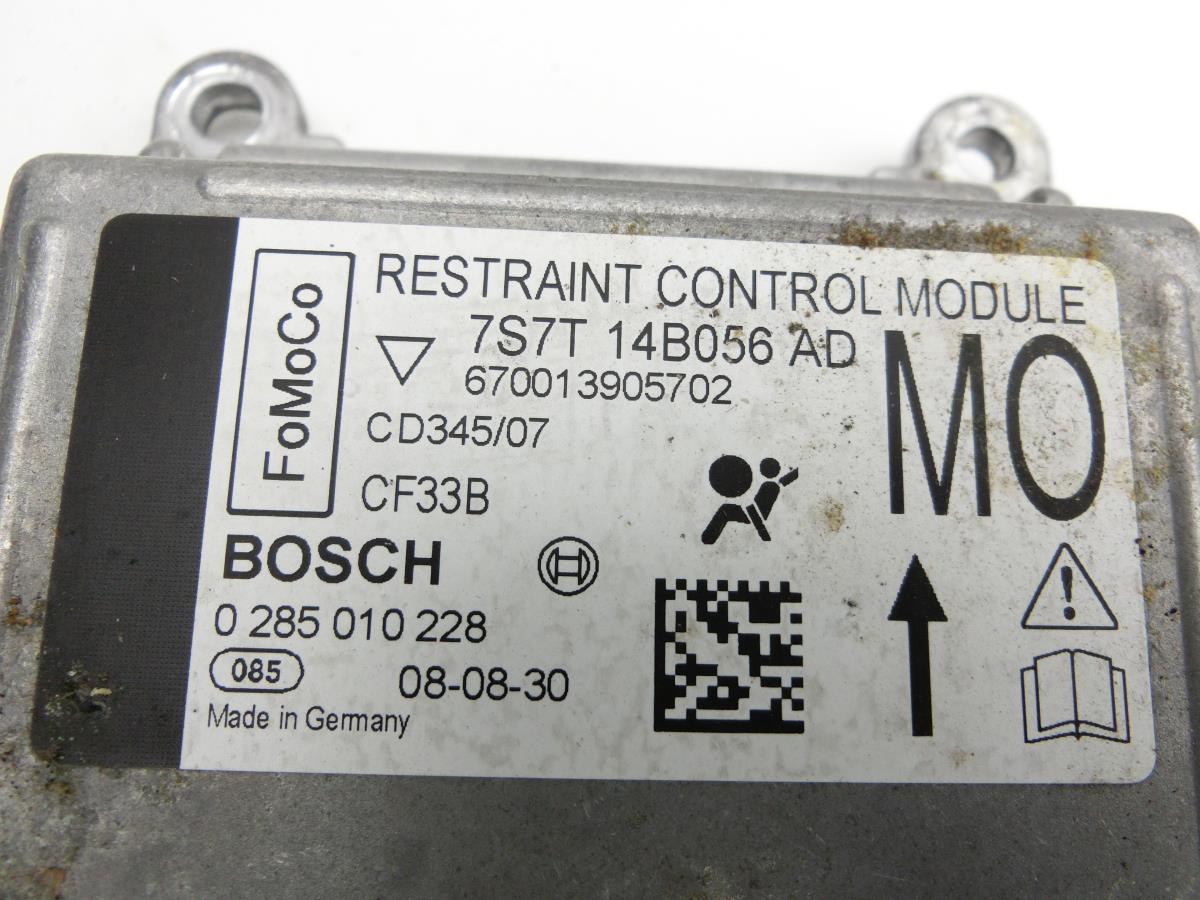 FoMoCo
RESTRAINT CONTROL MODULE
7S7T 14B056 AD
670013905702
MO
CD345/07
CF33B
BOSCH
0 285 010 228
085 08-08-30
Made in Germany